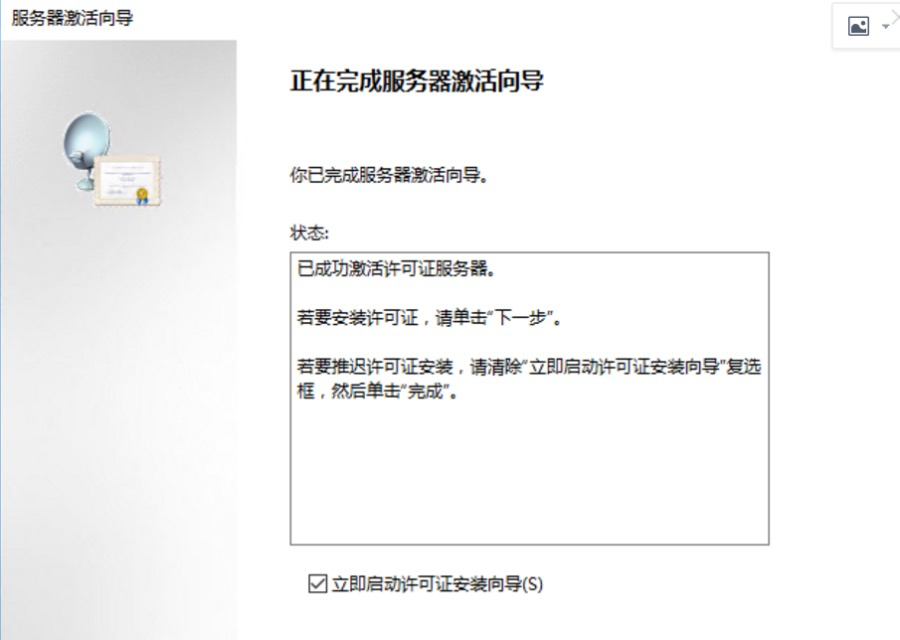 服务器激活向导
正在完成服务器激活向导
你已完成服务器激活向导。
状态:
已成功激活许可证服务器。
若要安装许可证，请单击“下一步”。
若要推迟许可证安装，请清除“立即启动许可证安装向导”复选
框，然后单击“完成”。
立即启动许可证安装向导(S)